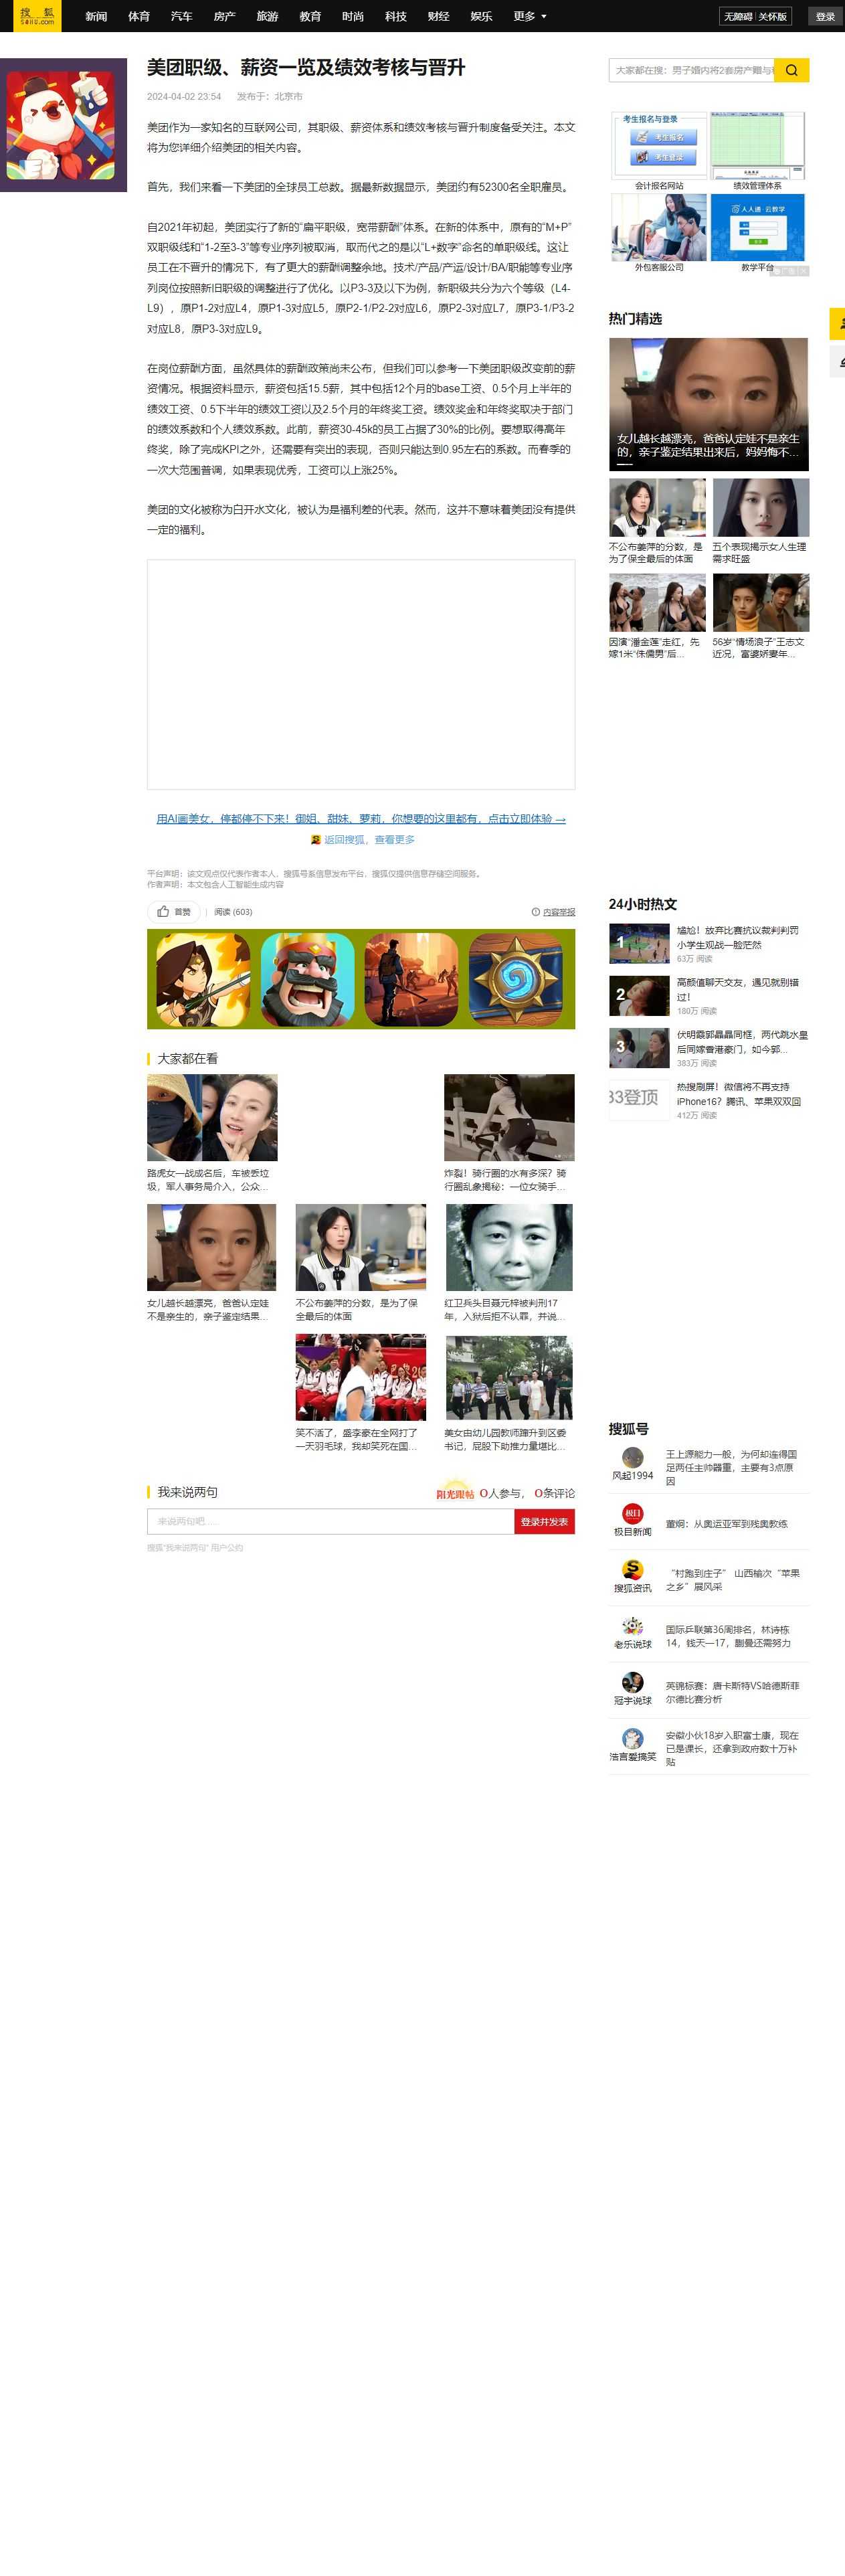 搜狐
sohu.com
新闻 体育 汽车 房产 旅游 教育 时尚 科技 财经 娱乐 更多
无障碍 关怀版
登录
美团职级、薪资一览及绩效考核与晋升
2024-04-02 23:54 发布于：北京市
美团作为一家知名的互联网公司，其职级、薪资体系和绩效考核与晋升制度备受关注。本文
将为您详细介绍美团的相关内容。
首先，我们来看一下美团的全球员工总数。据最新数据显示，美团约有52300名全职雇员。
自2021年初起，美团实行了新的“扁平职级，宽带薪酬”体系。在新的体系中，原有的“M+P”
双职级线和“1-2至3-3”等专业序列被取消，取而代之的是以“L+数字”命名的单职级线。这让
员工在不晋升的情况下，有了更大的薪酬调整余地。技术/产品/产运/设计/BA/职能等专业序
列岗位按照新旧职级的调整进行了优化。以P3-3及以下为例，新职级共分为六个等级（L4-
L9），原P1-2对应L4，原P1-3对应L5，原P2-1/P2-2对应L6，原P2-3对应L7，原P3-1/P3-2
对应L8，原P3-3对应L9。
在岗位薪酬方面，虽然具体的薪酬政策尚未公布，但我们可以参考一下美团职级改变前的薪
资情况。根据资料显示，薪资包括15.5薪，其中包括12个月的base工资、0.5个月上半年的
绩效工资、0.5下半年的绩效工资以及2.5个月的年终奖工资。绩效奖金和年终奖取决于部门
的绩效系数和个人绩效系数。此前，薪资30-45k的员工占据了30%的比例。要想取得高年
终奖，除了完成KPI之外，还需要有突出的表现，否则只能达到0.95左右的系数。而春季的
一次大范围普调，如果表现优秀，工资可以上涨25%。
美团的文化被称为白开水文化，被认为是福利差的代表。然而，这并不意味着美团没有提供
一定的福利。
用AI画美女，停都停不下来！御姐、甜妹、萝莉，你想要的这里都有，点击立即体验 →
返回搜狐，查看更多
平台声明：该文观点仅代表作者本人，搜狐号系信息发布平台，搜狐仅提供信息存储空间服务。
作者声明：本文包含人工智能生成内容
首赞 阅读 (603)
内容举报
大家都在看
路虎女一战成名后，车被丢垃
圾，军人事务局介入，公众...
炸裂！骑行圈的水有多深？骑
行圈乱象揭秘：一位女骑手...
女儿越长越漂亮，爸爸认定娃
不是亲生的，亲子鉴定结果...
不公布姜萍的分数，是为了保
全最后的体面
红卫兵头目聂元梓被判刑17
年，入狱后拒不认罪，并说...
笑不活了，盛李豪在全网打了
一天羽毛球，我却笑死在国...
美女由幼儿园教师蹿升到区委
书记，屁股下助推力量堪比...
我来说两句
阳光跟帖 0人参与， 0条评论
来说两句吧......
登录并发表
搜狐“我来说两句” 用户公约
大家都在搜：男子婚内将2套房产赠与
考生报名与登录
考生报名
考生登录
会计报名网站
绩效管理体系
人人通·云教学
外包客服公司
教学平台
热门精选
女儿越长越漂亮，爸爸认定娃不是亲生
的，亲子鉴定结果出来后，妈妈悔不...
不公布姜萍的分数，是
为了保全最后的体面
五个表现揭示女人生理
需求旺盛
因演“潘金莲”走红，先
嫁1米“侏儒男”后...
56岁“情场浪子”王志文
近况，富婆娇妻年...
24小时热文
1
尴尬！放弃比赛抗议裁判判罚
小学生观战一脸茫然
63万 阅读
2
高颜值聊天交友，遇见就别错
过！
180万 阅读
3
伏明霞郭晶晶同框，两代跳水皇
后同嫁香港豪门，如今郭...
383万 阅读
33登顶
热搜刷屏！微信将不再支持
iPhone16？腾讯、苹果双双回
412万 阅读
搜狐号
风起1994
王上源能力一般，为何却连得国
足两任主帅器重，主要有3点原
因
极目
极目新闻
董炯：从奥运亚军到残奥教练
搜狐资讯
“村跑到庄子” 山西榆次“苹果
之乡”展风采
老乐说球
国际乒联第36周排名，林诗栋
14，钱天一17，蒯曼还需努力
冠宇说球
英锦标赛：唐卡斯特VS哈德斯菲
尔德比赛分析
浩言爱搞笑
安徽小伙18岁入职富士康，现在
已是课长，还拿到政府数十万补
贴